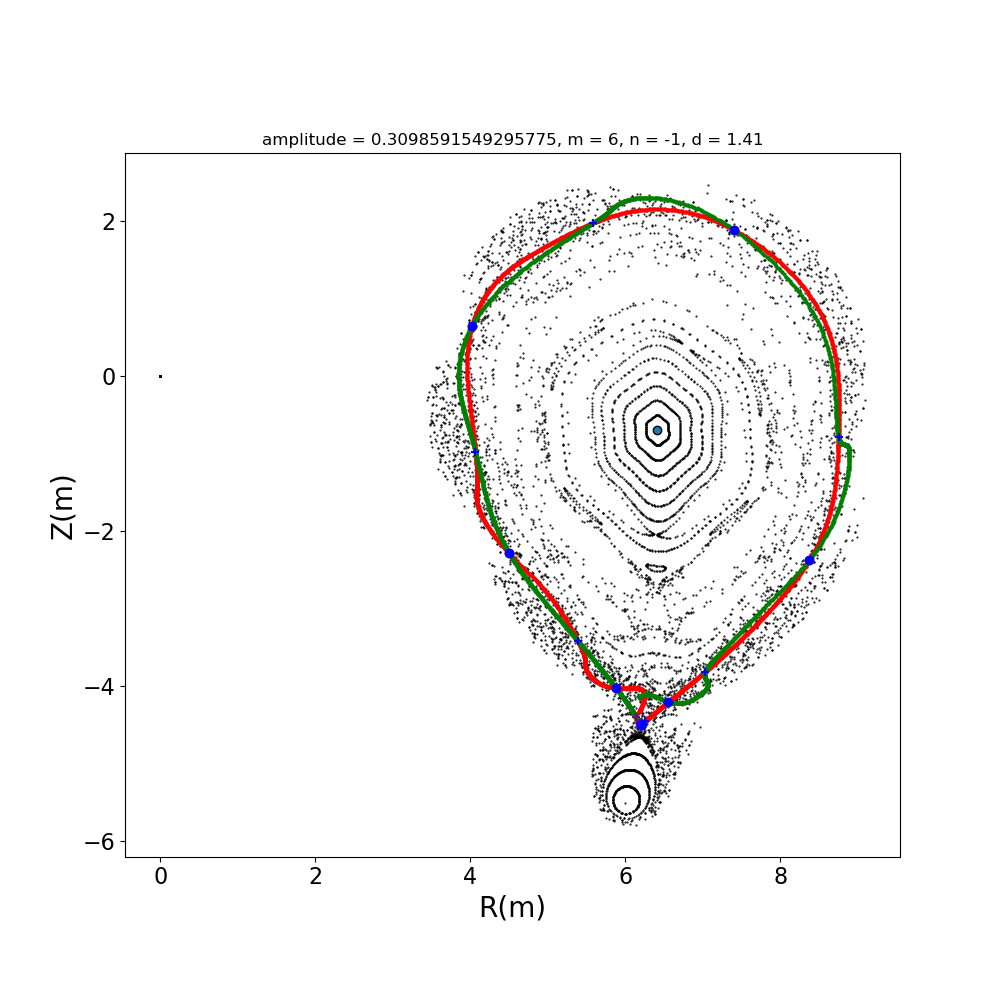 amplitude = 0.3098591549295775, m = 6, n = -1, d = 1.41
2
0
−2
−4
−6
Z(m)
0 2 4 6 8
R(m)